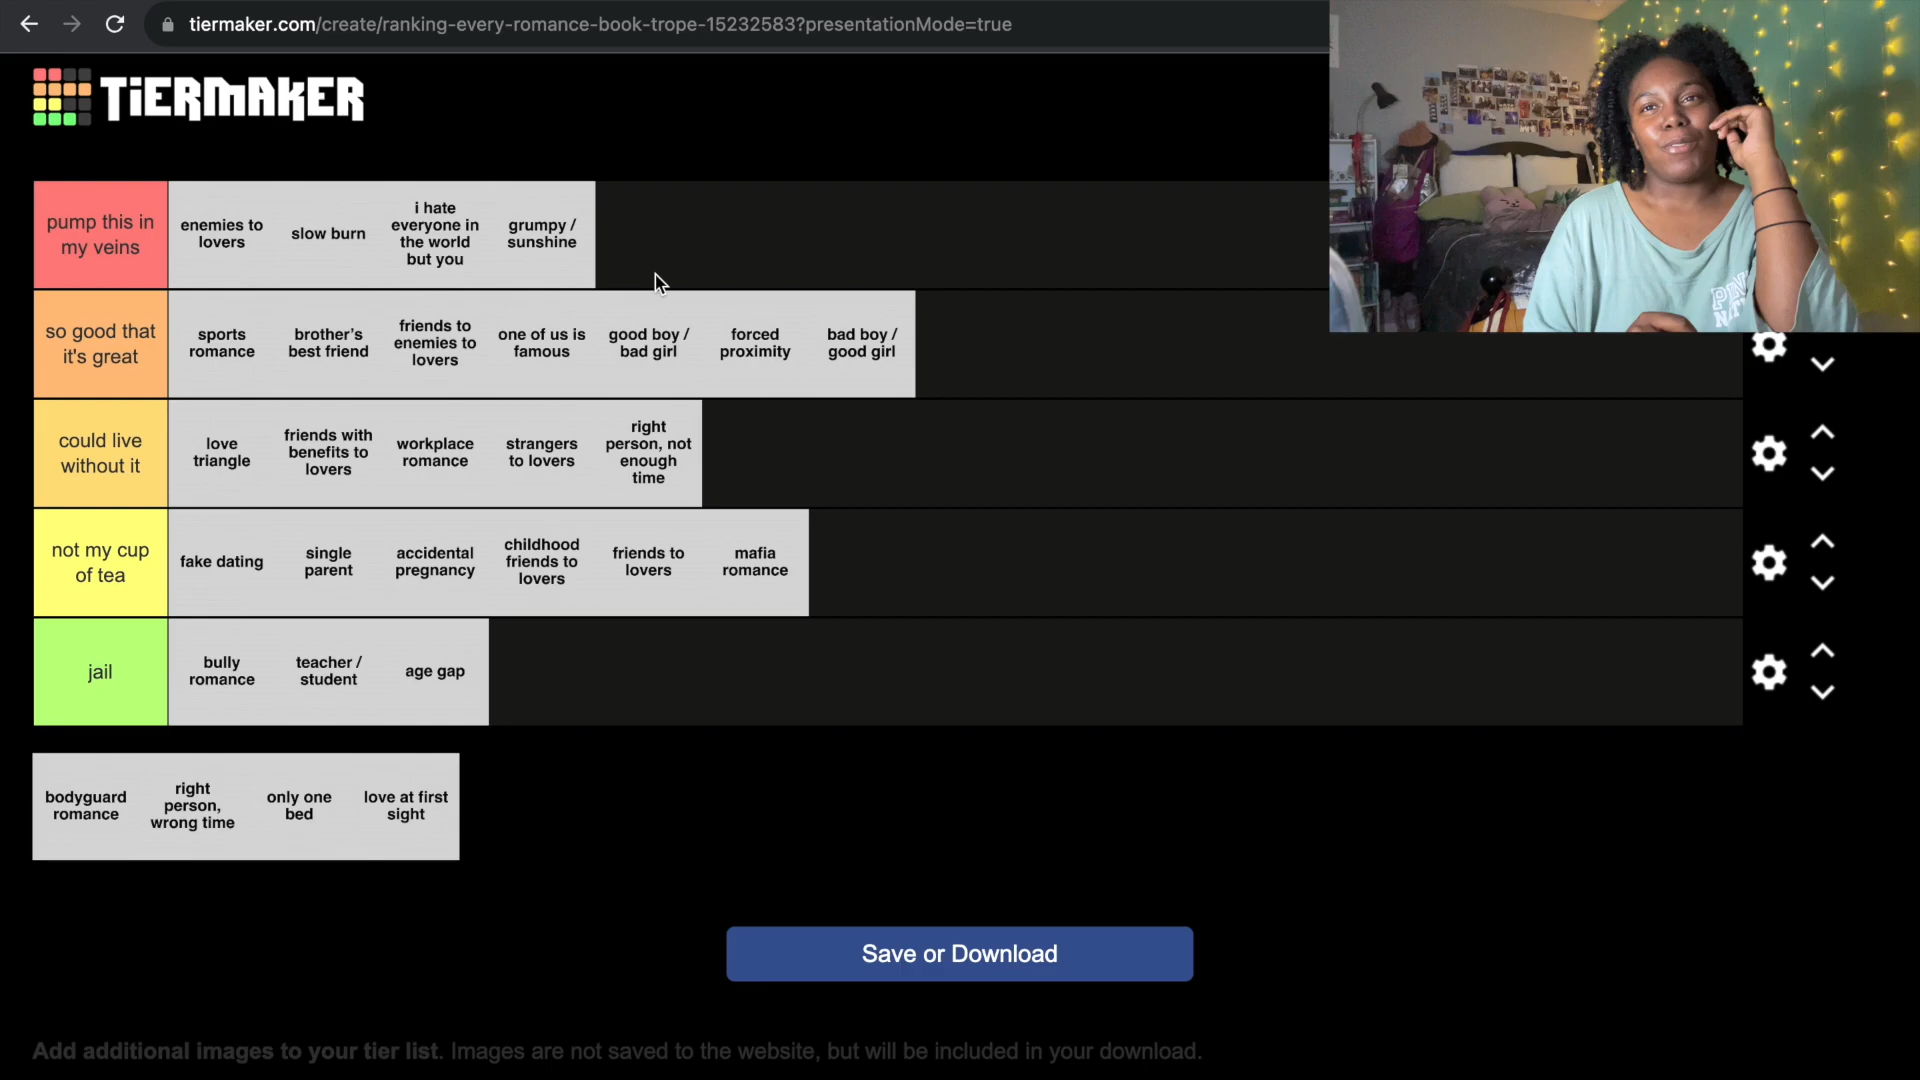 tiermaker.com/create/ranking-every-romance-book-trope-15232583?presentationMode=true
TiERMAKER
pump this in
my veins
enemies to
lovers
slow burn
i hate
everyone in
the world
but you
grumpy /
sunshine
so good that
it's great
sports
romance
brother’s
best friend
friends to
enemies to
lovers
one of us is
famous
good boy /
bad girl
forced
proximity
bad boy /
good girl
could live
without it
love
triangle
friends with
benefits to
lovers
workplace
romance
strangers
to lovers
right
person, not
enough
time
not my cup
of tea
fake dating
single
parent
accidental
pregnancy
childhood
friends to
lovers
friends to
lovers
mafia
romance
jail
bully
romance
teacher /
student
age gap
bodyguard
romance
right
person,
wrong time
only one
bed
love at first
sight
Save or Download
Add additional images to your tier list. Images are not saved to the website, but will be included in your download.